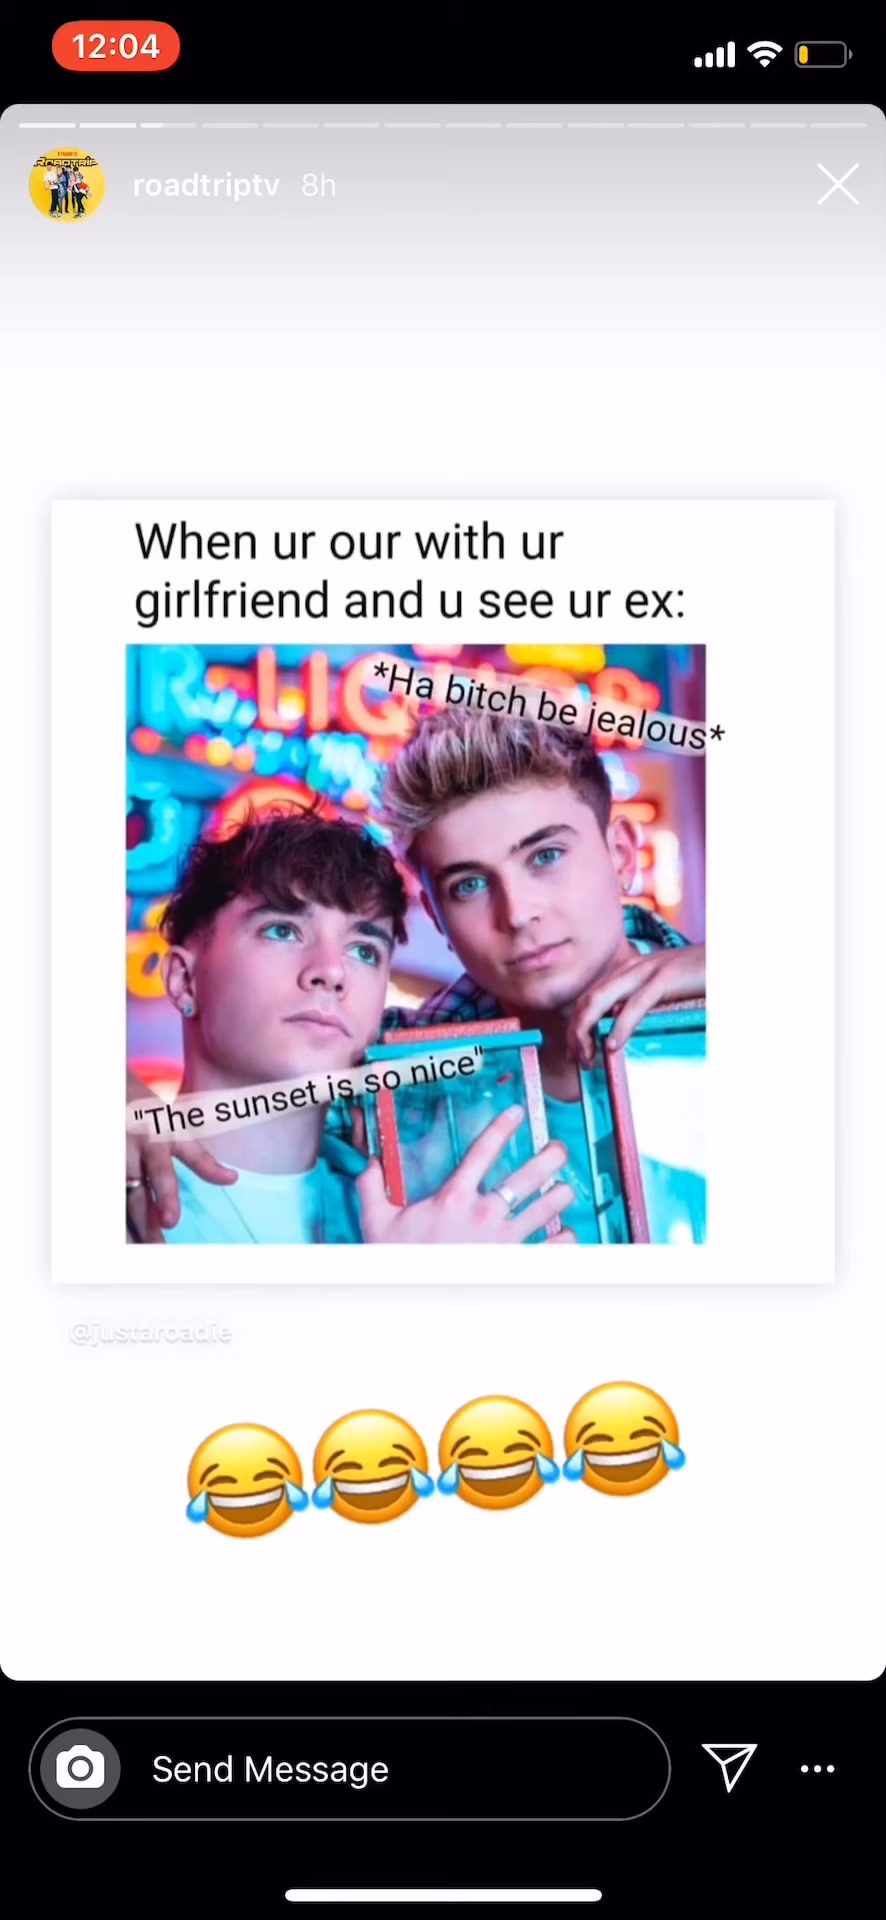 12:04
ROADTRIP
roadtriptv 8h
When ur our with ur
girlfriend and u see ur ex:
*Ha bitch be jealous*
"The sunset is so nice"
@justaroadie
Send Message